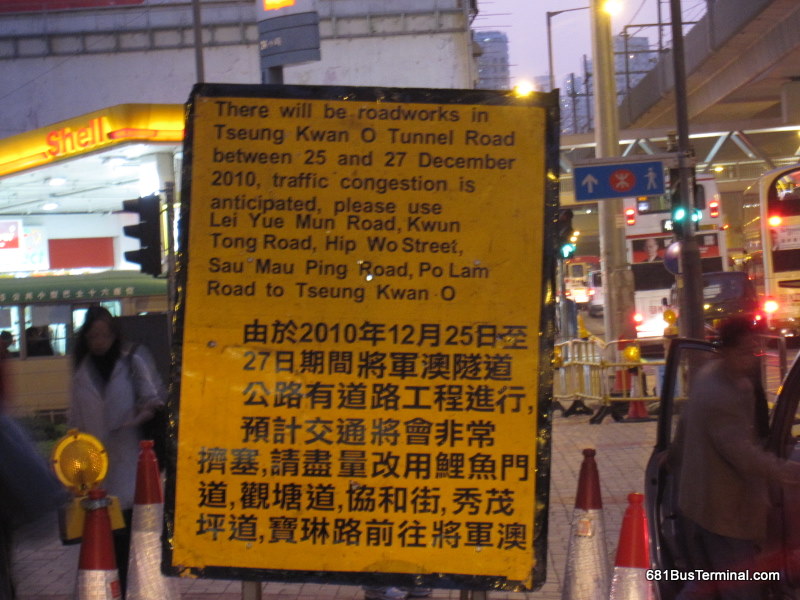 Shell
There will be roadworks in
Tseung Kwan O Tunnel Road
between 25 and 27 December
2010, traffic congestion is
anticipated, please use
Lei Yue Mun Road, Kwun
Tong Road, Hip Wo Street,
Sau Mau Ping Road, Po Lam
Road to Tseung Kwan O
由於2010年12月25日至
27日期間將軍澳隧道
公路有道路工程進行,
預計交通將會非常
擠塞,請盡量改用鯉魚門
道,觀塘道,協和街,秀茂
坪道,寶琳路前往將軍澳
681BusTerminal.com